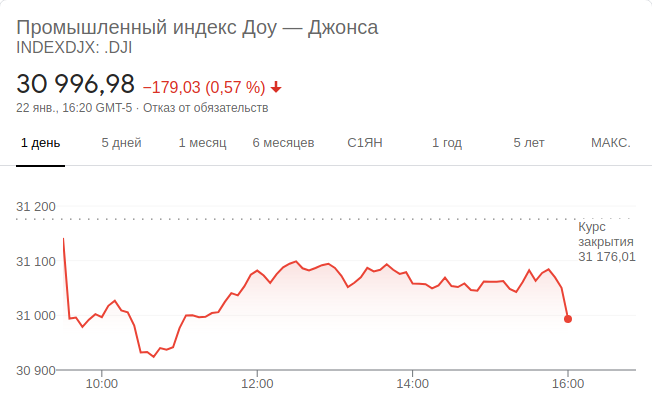 Промышленный индекс Доу — Джонса
INDEXDJX: .DJI
30 996,98 −179,03 (0,57 %)
22 янв., 16:20 GMT-5 · Отказ от обязательств
1 день 5 дней 1 месяц 6 месяцев С1ЯН 1 год 5 лет МАКС.
31 200
Курс
закрытия
31 176,01
31 100
31 000
30 900
10:00 12:00 14:00 16:00